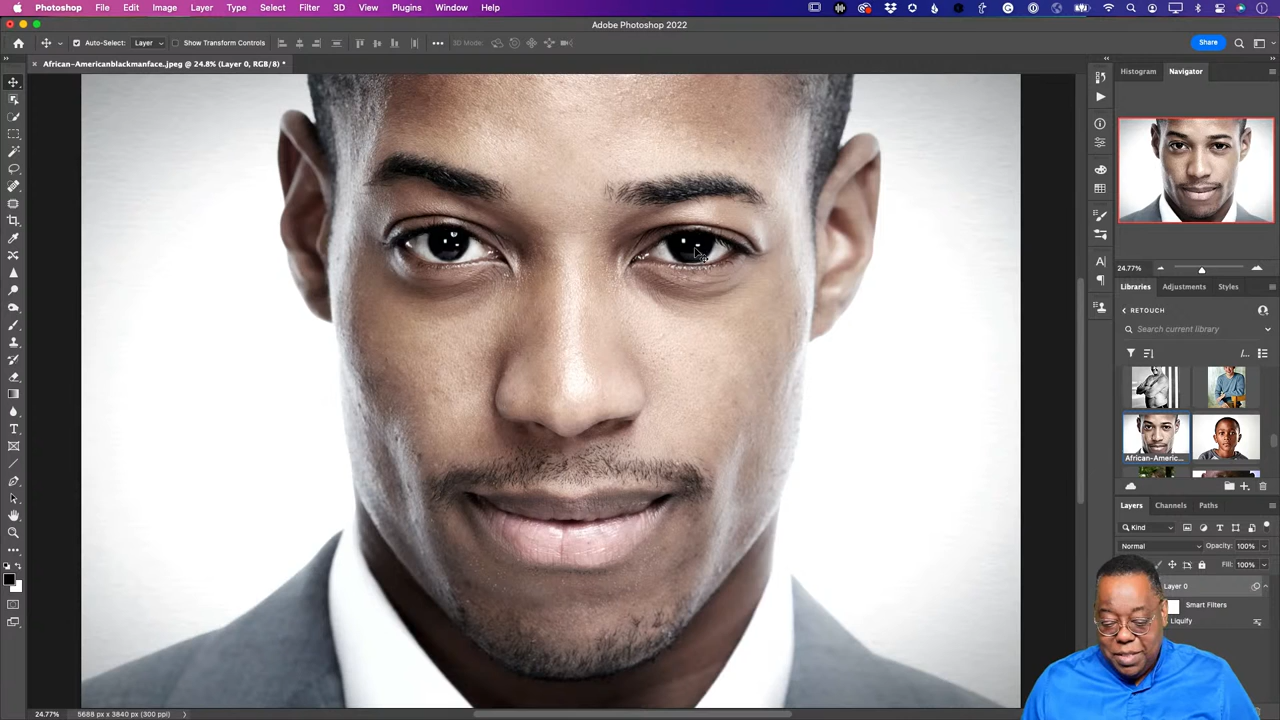 Photoshop File Edit Image Layer Type Select Filter 3D View Plugins Window Help
Adobe Photoshop 2022
Auto-Select: Layer Show Transform Controls 3D Mode: Share
African-Americanblackmanface..jpeg @ 24.8% (Layer 0, RGB/8) *
Histogram Navigator
24.77%
Libraries Adjustments Styles
RETOUCH
Search current library
African-Americ...
Layers Channels Paths
Kind
Normal Opacity: 100%
Fill: 100%
Layer 0
Smart Filters
Liquify
24.77% 5688 px x 3840 px (300 ppi)